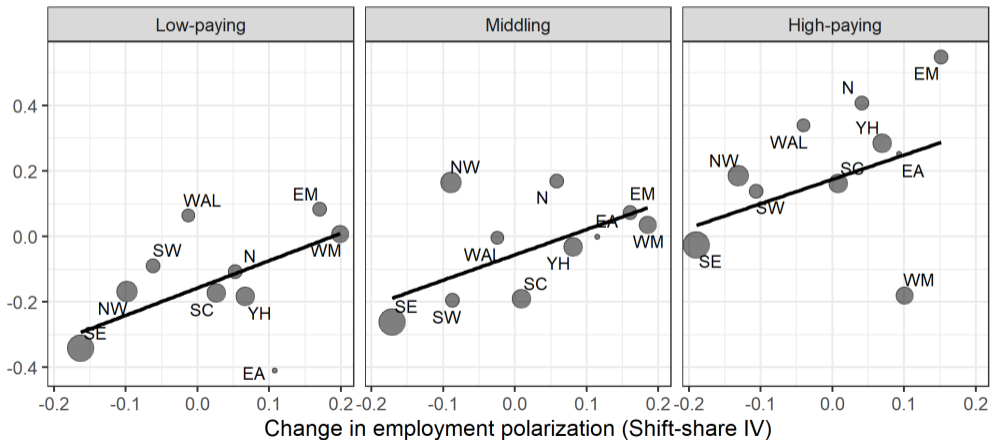 Low-paying Middling High-paying
EM
N
0.4
WAL YH
NW SC EA
0.2 NW EM
WAL EM N SW
EA
0.0 WM WAL WM
SW N YH SE
SC
NW SC YH SE SW WM
-0.2
SE
-0.4 EA
-0.2 -0.1 0.0 0.1 0.2 -0.2 -0.1 0.0 0.1 0.2 -0.2 -0.1 0.0 0.1 0.2
Change in employment polarization (Shift-share IV)